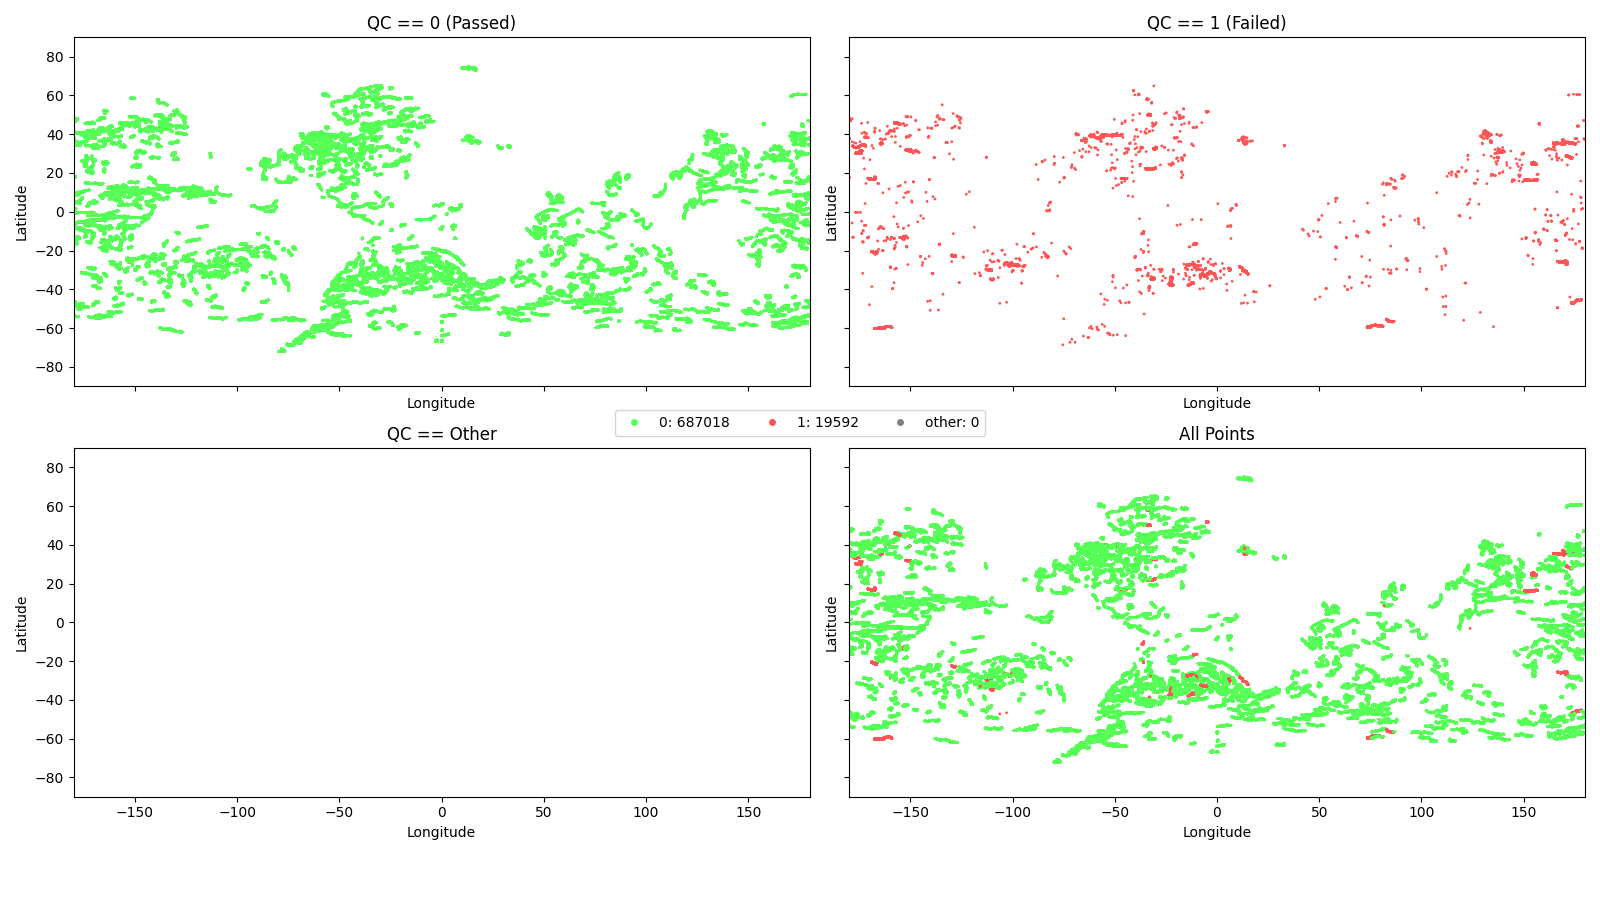 QC == 0 (Passed)
QC == 1 (Failed)
80
60
40
20
0
−20
−40
−60
−80
Latitude
Latitude
Longitude
Longitude
0: 687018
1: 19592
other: 0
QC == Other
All Points
80
60
40
20
0
−20
−40
−60
−80
Latitude
Latitude
−150
−100
−50
0
50
100
150
−150
−100
−50
0
50
100
150
Longitude
Longitude